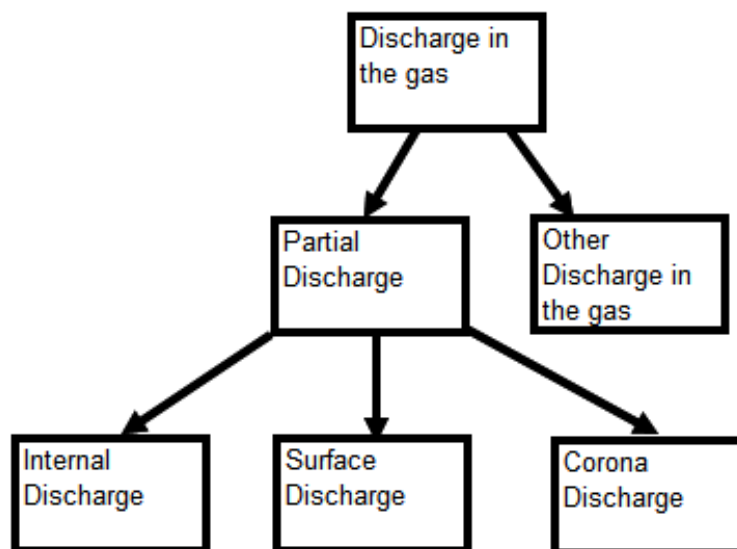 Discharge in
the gas
Partial
Discharge
Other
Discharge in
the gas
Internal
Discharge
Surface
Discharge
Corona
Discharge